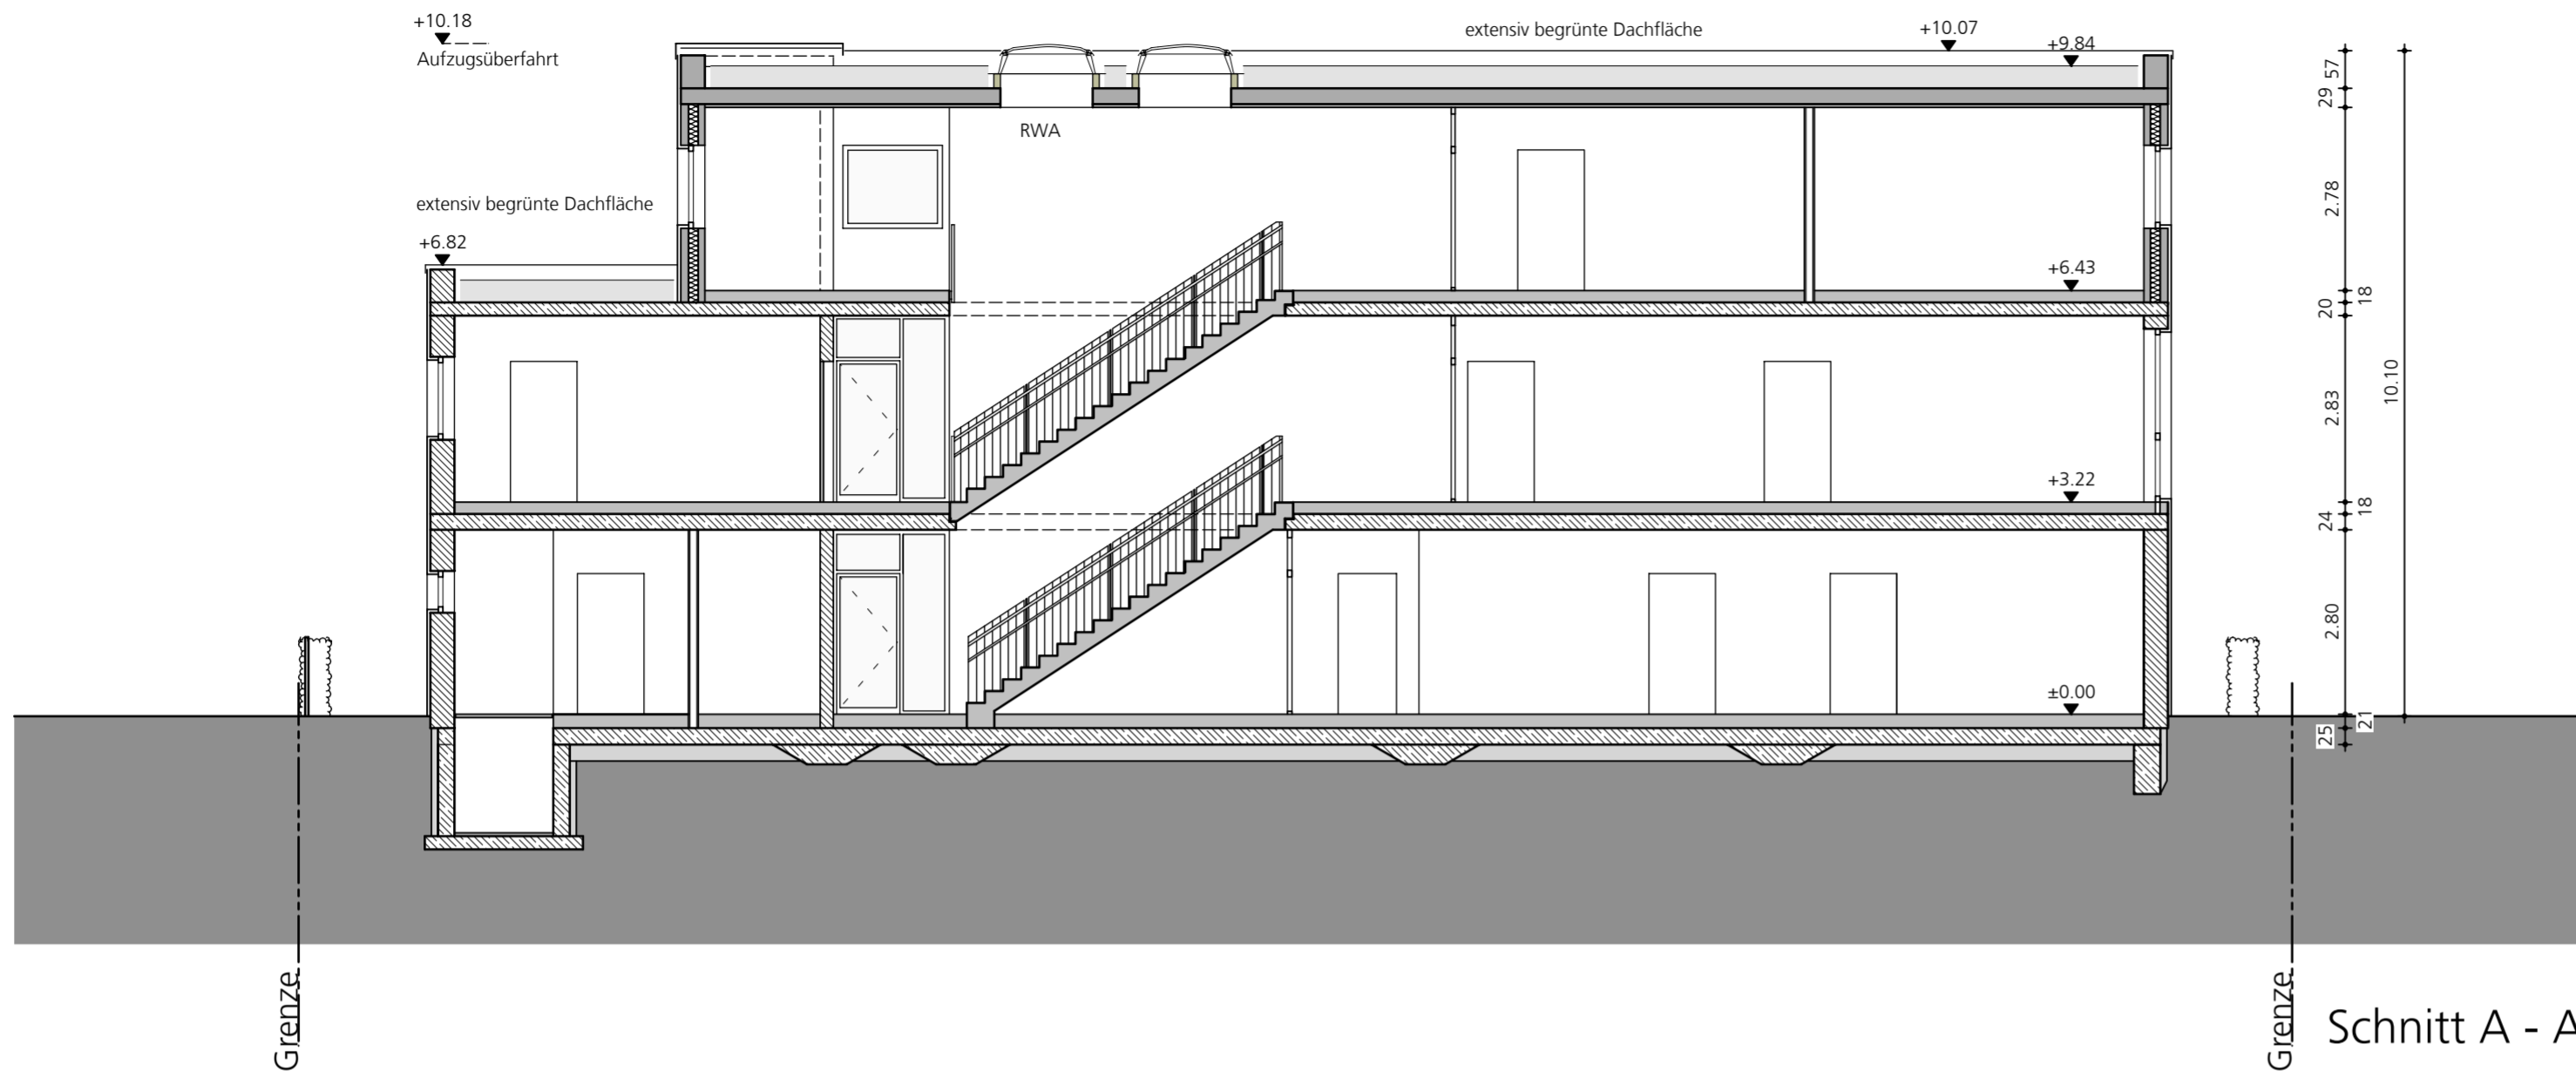 +10.18
Aufzugsüberfahrt
extensiv begrünte Dachfläche
+10.07
+9.84
RWA
extensiv begrünte Dachfläche
+6.82
+6.43
+3.22
±0.00
57
29
2.78
18
20
2.83
18
24
2.80
21
25
10.10
Grenze
Grenze
Schnitt A - A